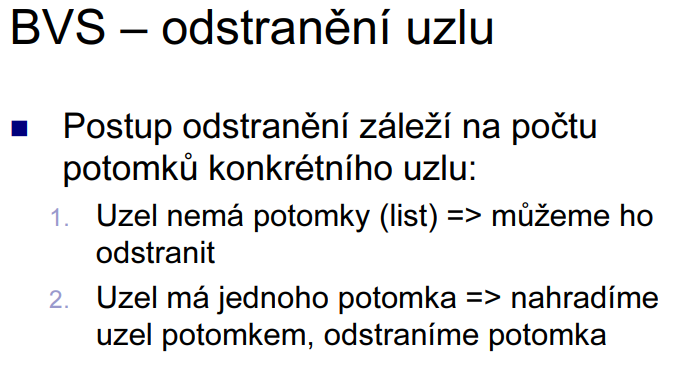 BVS – odstranění uzlu
Postup odstranění záleží na počtu
potomků konkrétního uzlu:
1. Uzel nemá potomky (list) => můžeme ho
odstranit
2. Uzel má jednoho potomka => nahradíme
uzel potomkem, odstraníme potomka